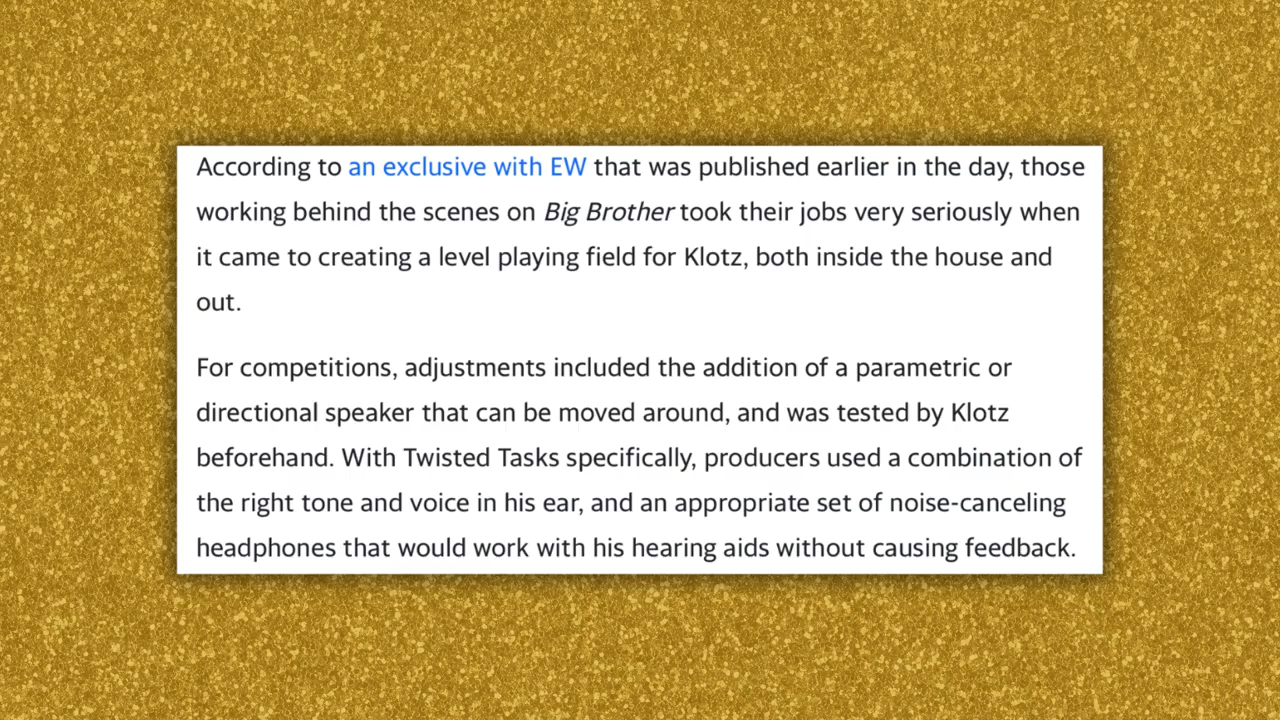 According to an exclusive with EW that was published earlier in the day, those
working behind the scenes on Big Brother took their jobs very seriously when
it came to creating a level playing field for Klotz, both inside the house and
out.
For competitions, adjustments included the addition of a parametric or
directional speaker that can be moved around, and was tested by Klotz
beforehand. With Twisted Tasks specifically, producers used a combination of
the right tone and voice in his ear, and an appropriate set of noise-canceling
headphones that would work with his hearing aids without causing feedback.